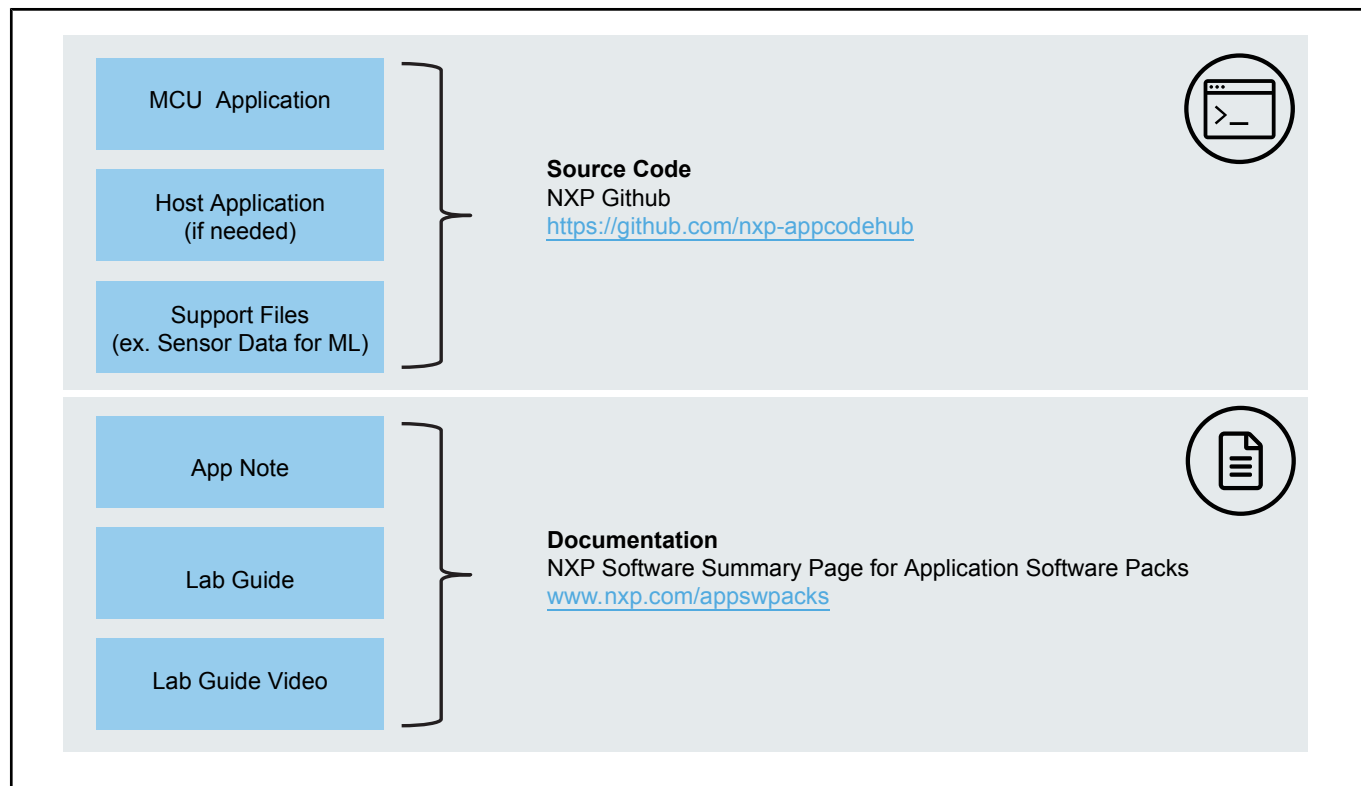 MCU Application
Host Application
(if needed)
Support Files
(ex. Sensor Data for ML)
Source Code
NXP Github
https://github.com/nxp-appcodehub
>_
App Note
Lab Guide
Lab Guide Video
Documentation
NXP Software Summary Page for Application Software Packs
www.nxp.com/appswpacks